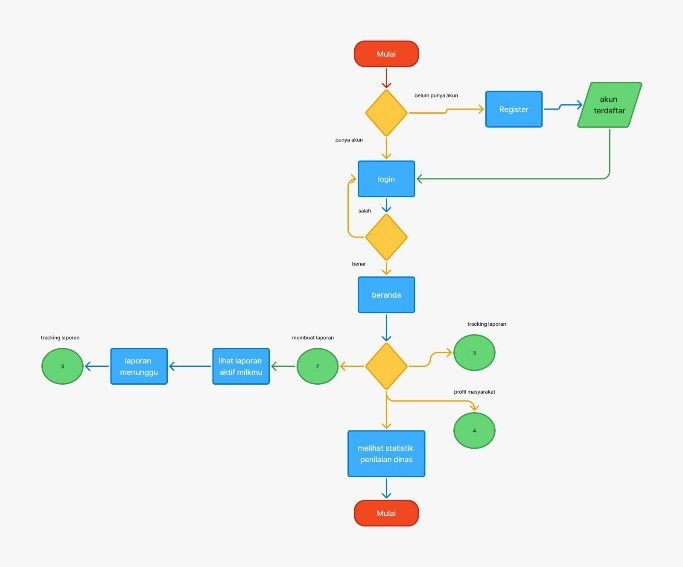 Mulai
belum punya akun
Register
akun
terdaftar
punya akun
login
salah
benar
beranda
tracking laporan
3
laporan
menunggu
lihat laporan
aktif milkmu
membuat laporan
2
tracking laporan
3
profil masyarakat
4
melihat statistik
penilaian dinas
Mulai